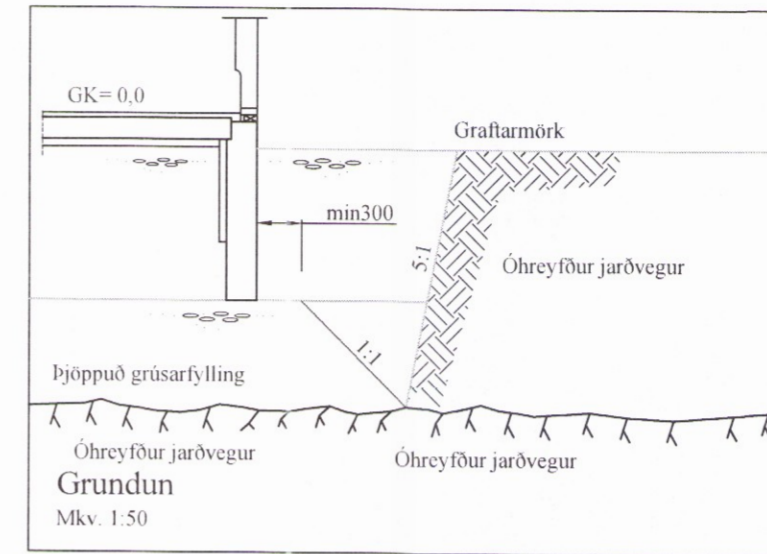 GK= 0,0
Graftarmörk
min300
5:1
Óhreyfður jarðvegur
1:1
Þjöppuð grúsarfylling
Óhreyfður jarðvegur
Óhreyfður jarðvegur
Grundun
Mkv. 1:50